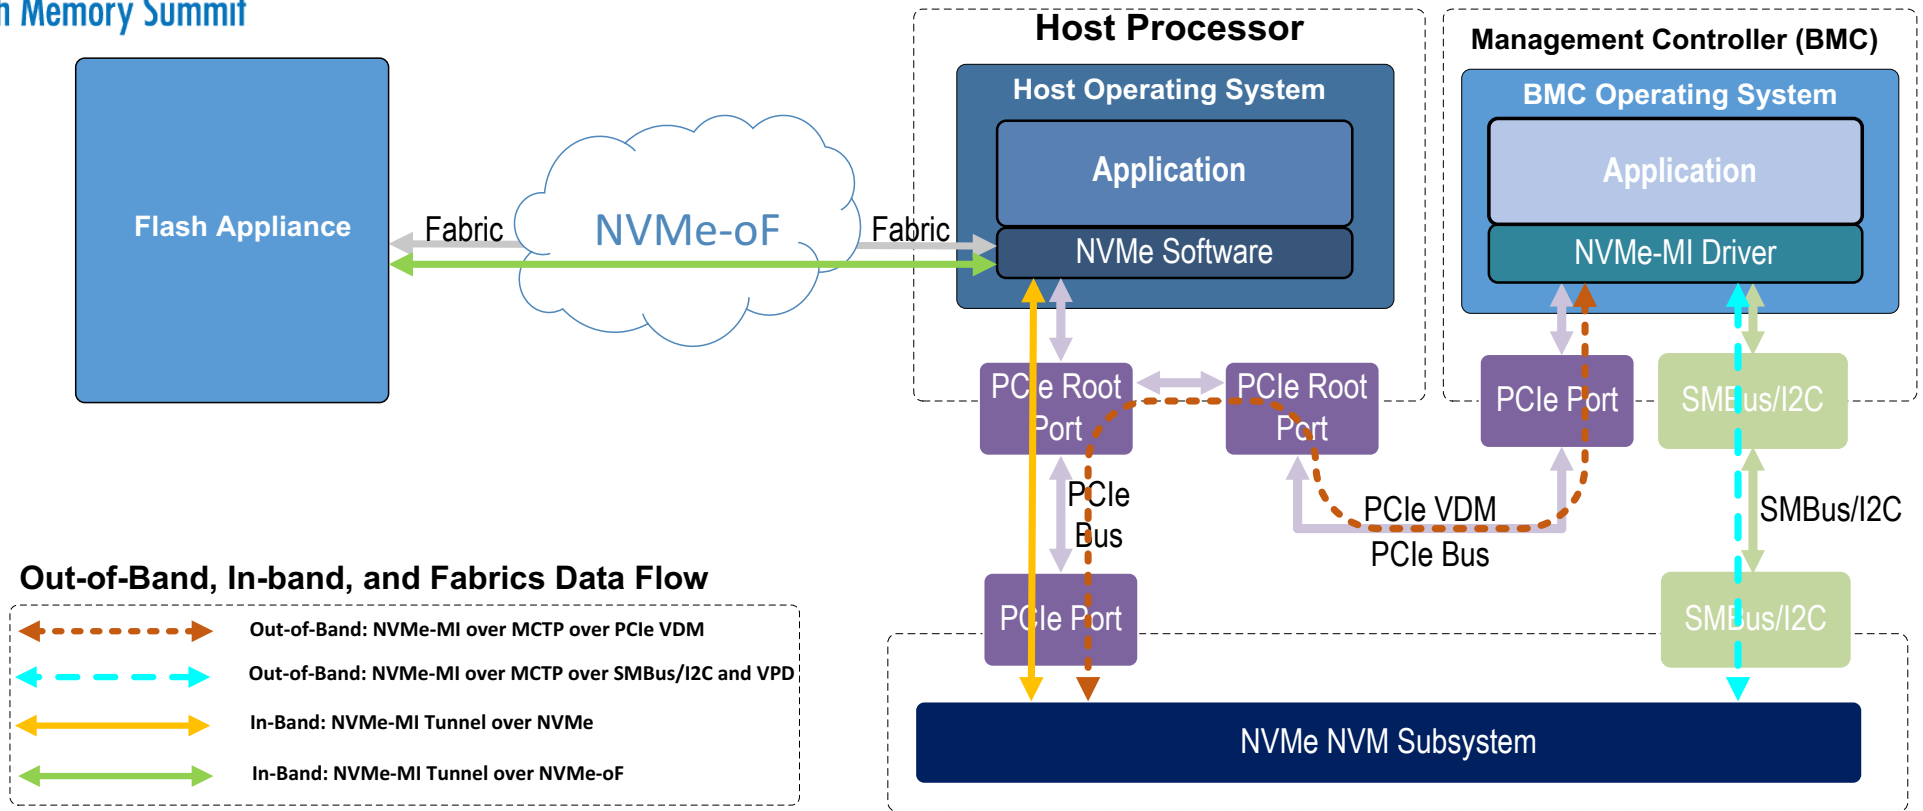 Memory Summit
Host Processor
Management Controller (BMC)
Host Operating System
BMC Operating System
Application
Application
Flash Appliance
Fabric
NVMe-oF
Fabric
NVMe Software
NVMe-MI Driver
PCIe Root
Port
PCIe Root
Port
PCIe Port
SMBus/I2C
PCIe
Bus
PCIe VDM
PCIe Bus
SMBus/I2C
PCIe Port
SMBus/I2C
NVMe NVM Subsystem
Out-of-Band, In-band, and Fabrics Data Flow
Out-of-Band: NVMe-MI over MCTP over PCIe VDM
Out-of-Band: NVMe-MI over MCTP over SMBus/I2C and VPD
In-Band: NVMe-MI Tunnel over NVMe
In-Band: NVMe-MI Tunnel over NVMe-oF